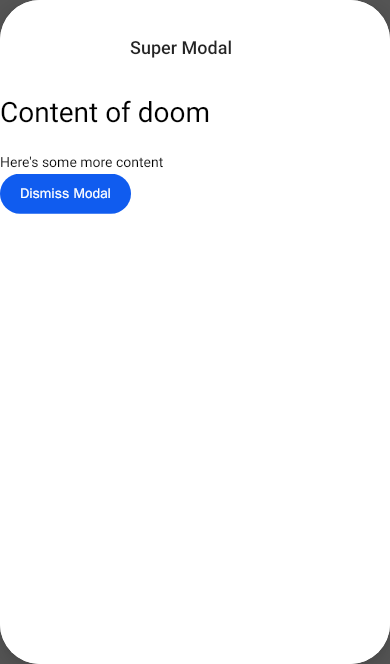 Super Modal
Content of doom
Here's some more content
Dismiss Modal